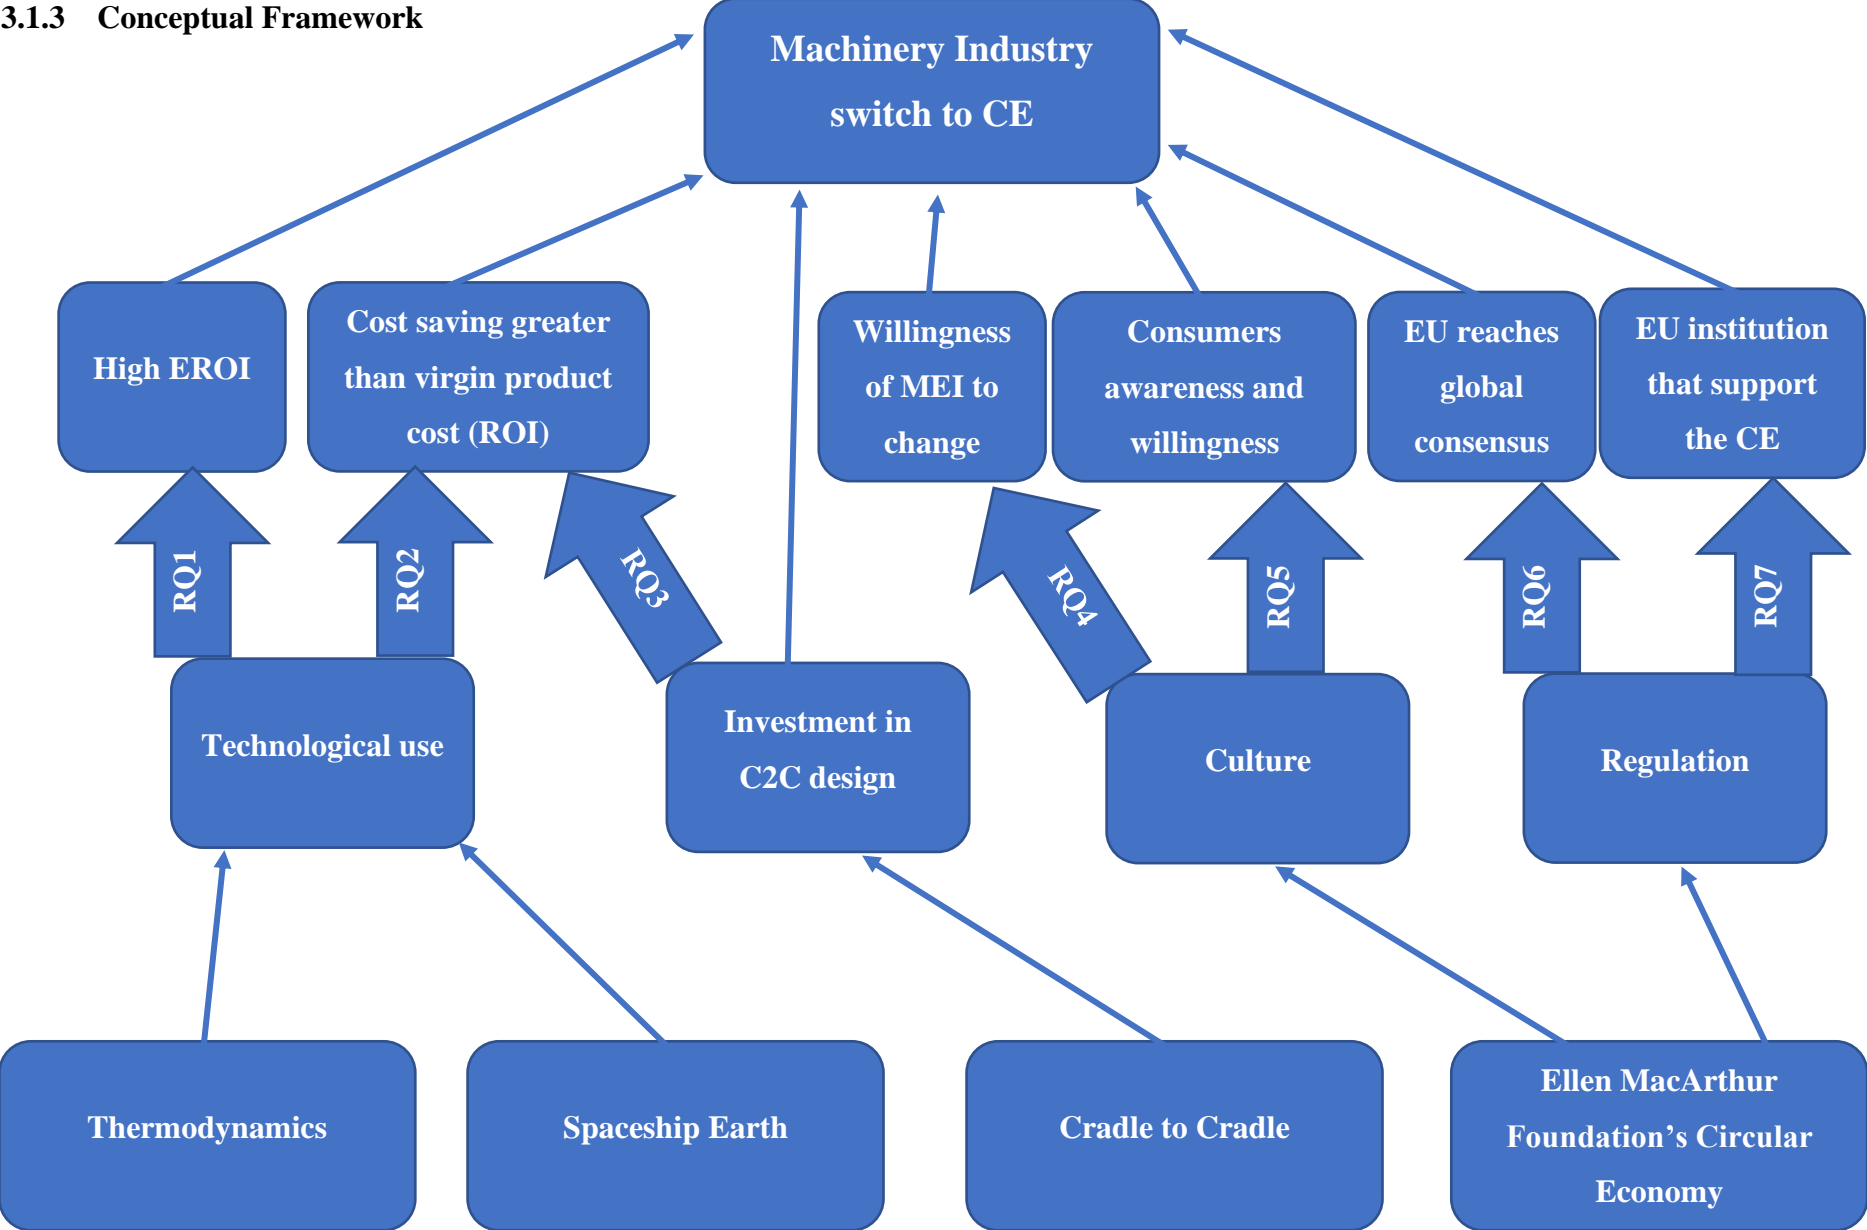 3.1.3 Conceptual Framework
Machinery Industry
switch to CE
High EROI
Cost saving greater
than virgin product
cost (ROI)
Willingness
of MEI to
change
Consumers
awareness and
willingness
EU reaches
global
consensus
EU institution
that support
the CE
RQ1
RQ2
RQ3
RQ4
RQ5
RQ6
RQ7
Technological use
Investment in
C2C design
Culture
Regulation
Thermodynamics
Spaceship Earth
Cradle to Cradle
Ellen MacArthur
Foundation’s Circular
Economy